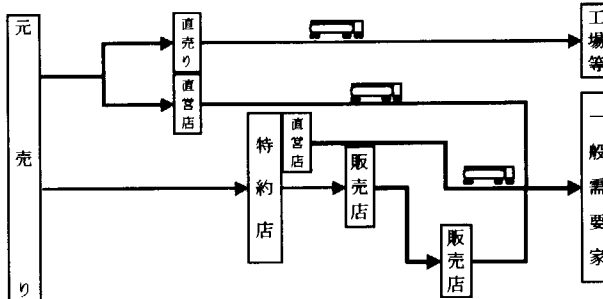 元売り
直売り
直営店
特約店
直営店
販売店
販売店
工場等
一般需要家